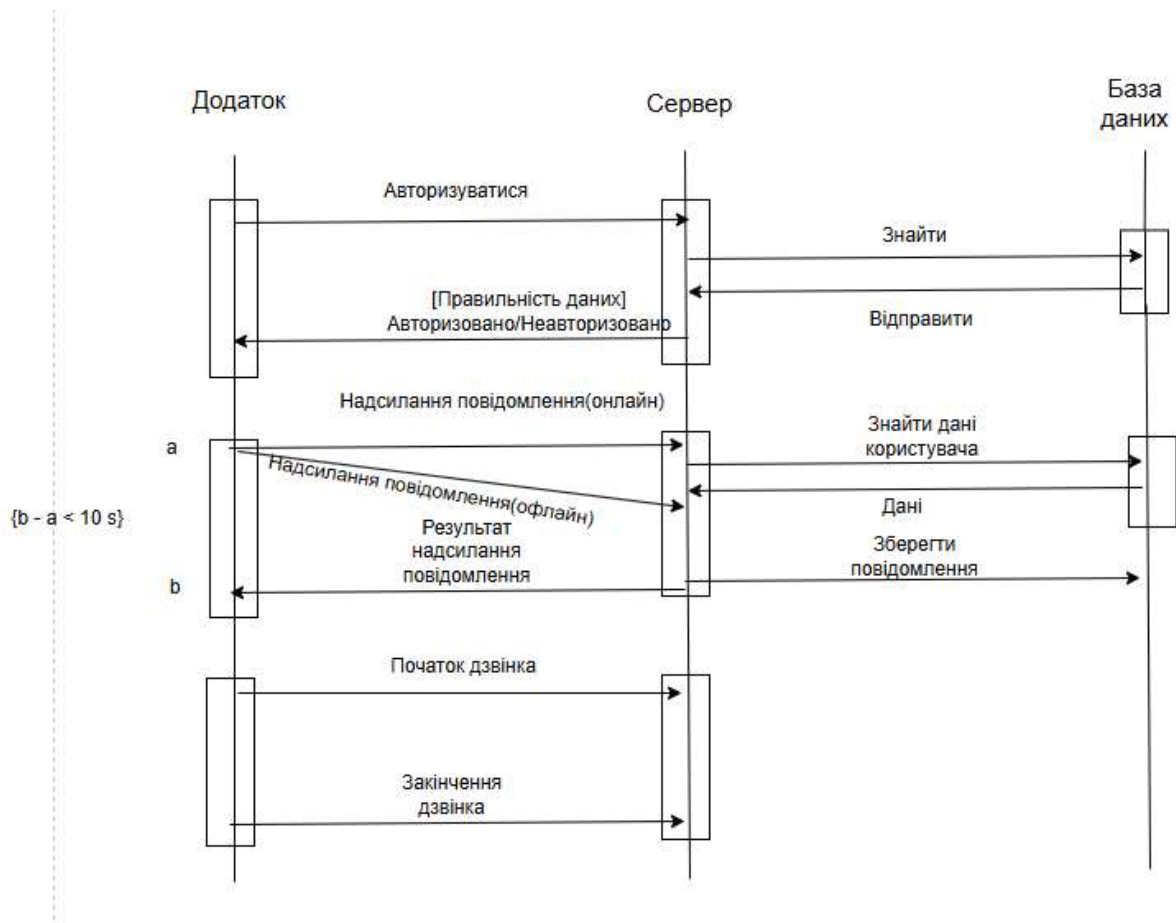 Додаток
Сервер
База
даних
Авторизуватися
Знайти
[Правильність даних]
Авторизовано/Неавторизовано
Відправити
Надсилання повідомлення(онлайн)
Знайти дані
користувача
a
Надсилання повідомлення(офлайн)
Дані
{b - a < 10 s}
Результат
надсилання
повідомлення
Зберегти
повідомлення
b
Початок дзвінка
Закінчення
дзвінка